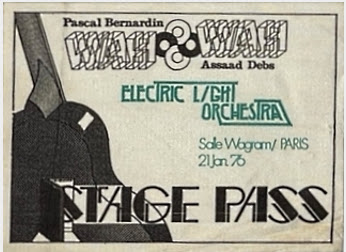 Pascal Bernardin
WAH WAH
Assaad Debs
ELECTRIC LIGHT
ORCHESTRA
Salle Wagram/ PARIS
21 Jan. 76
STAGE PASS